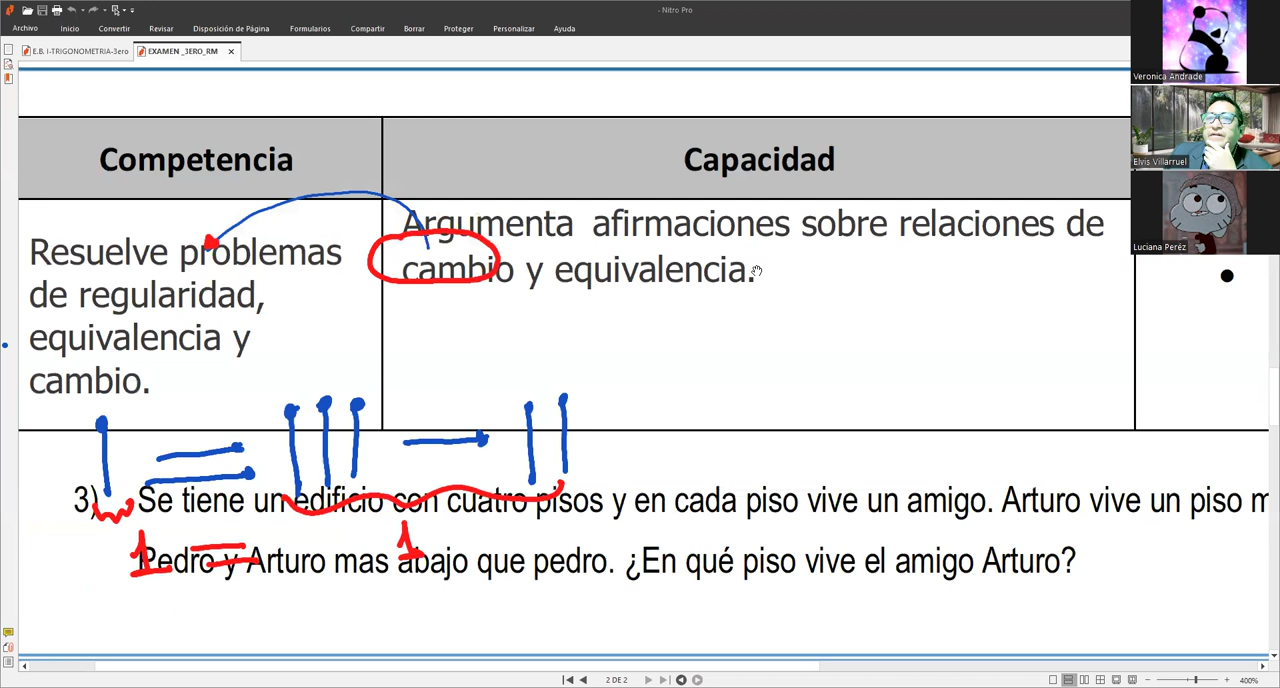 - Nitro Pro
Archivo Inicio Convertir Revisar Disposición de Página Formularios Compartir Borrar Proteger Personalizar Ayuda
E.B. I-TRIGONOMETRIA-3ero EXAMEN _3ERO_RM
Veronica Andrade
Elvis Villarruel
Luciana Peréz
Competencia Capacidad
Resuelve problemas
de regularidad,
equivalencia y
cambio.
Argumenta afirmaciones sobre relaciones de
cambio y equivalencia.
3) Se tiene un edificio con cuatro pisos y en cada piso vive un amigo. Arturo vive un piso m
Pedro y Arturo mas abajo que pedro. ¿En qué piso vive el amigo Arturo?
1 = 1
2 DE 2
400%